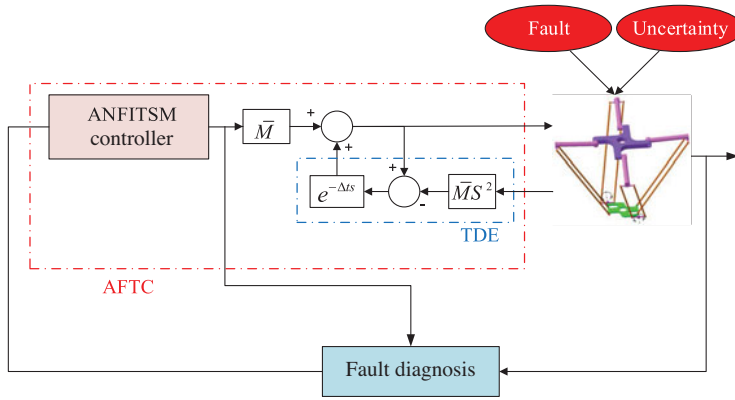 Fault
Uncertainty
ANFITSM
controller
M̄
+
+
+
e^{-Δts}
-
M̄S²
TDE
AFTC
Fault diagnosis